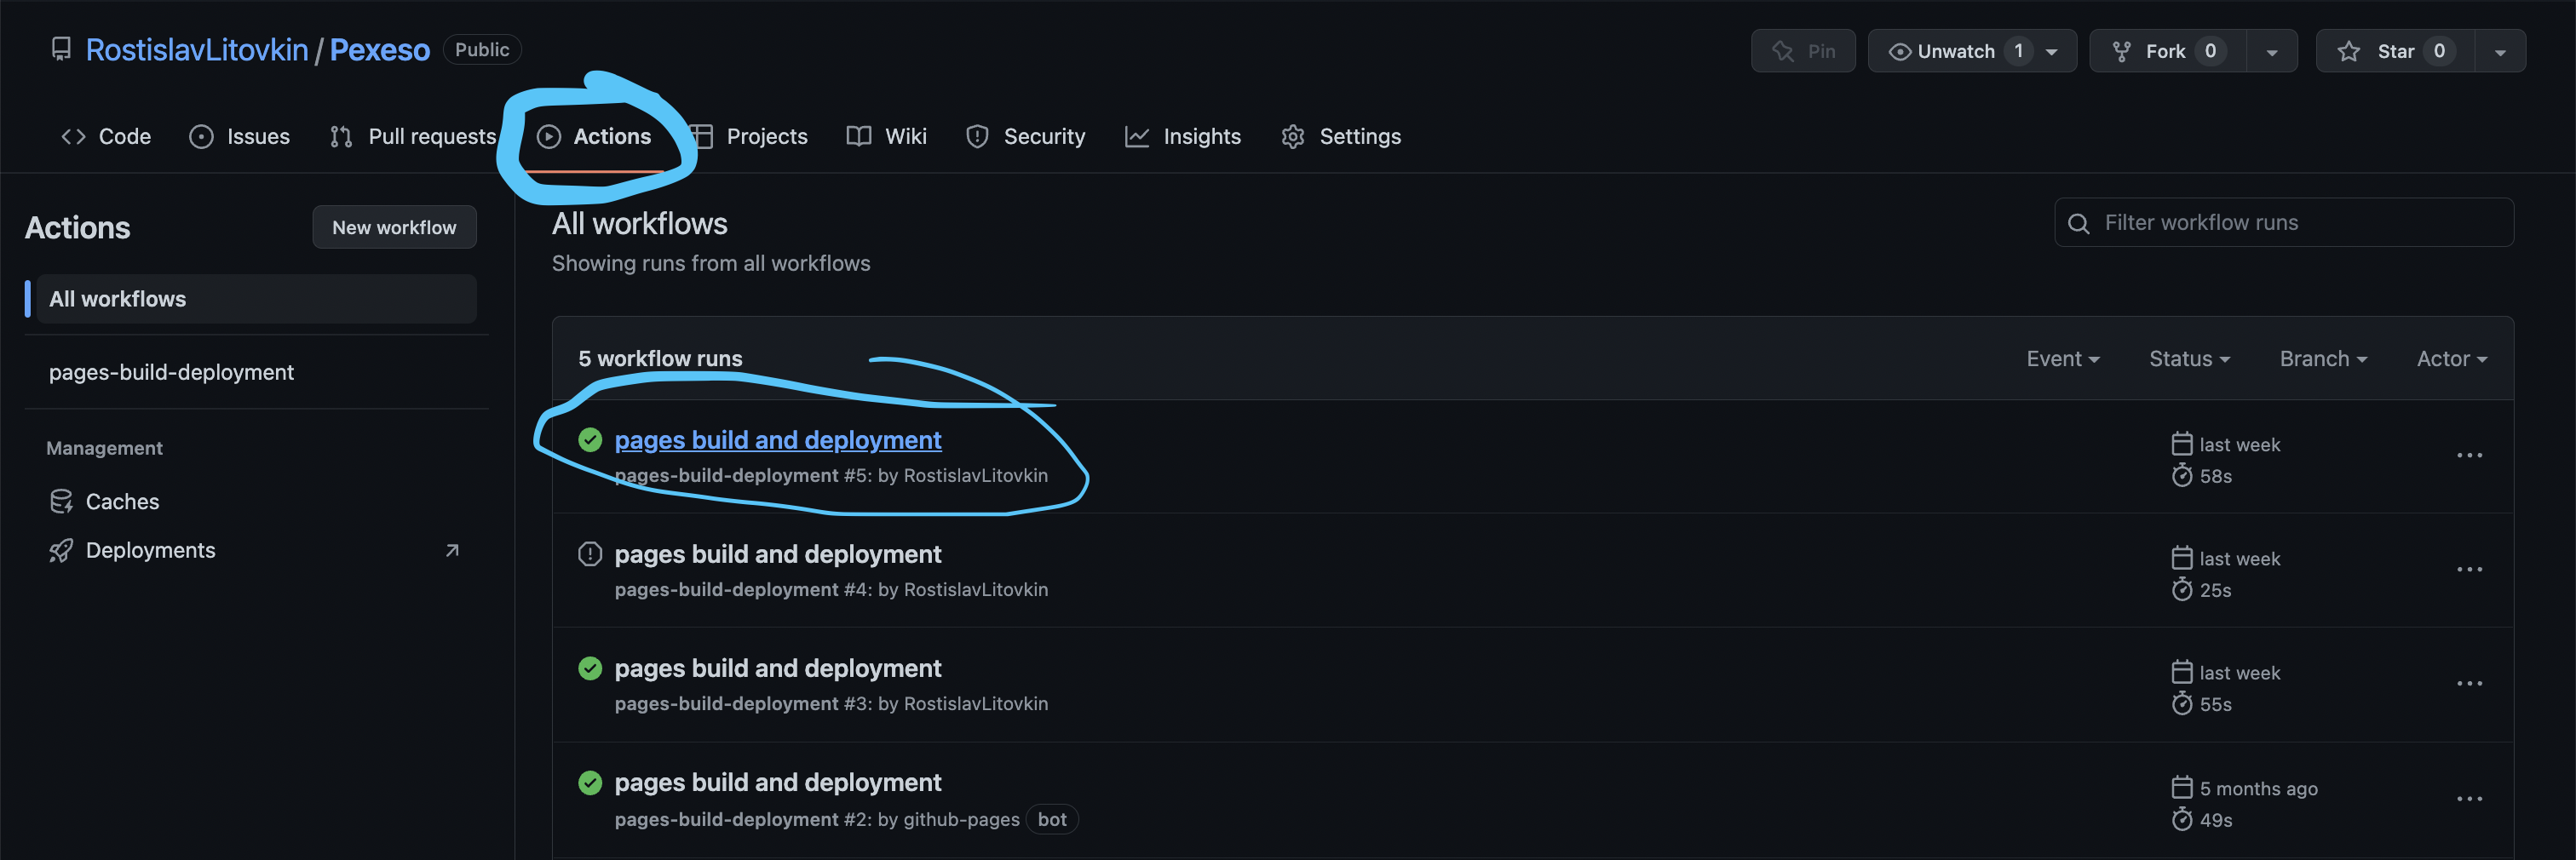 RostislavLitovkin / Pexeso Public
Pin Unwatch 1 Fork 0 Star 0
Code Issues Pull requests Actions Projects Wiki Security Insights Settings
Actions New workflow
All workflows
pages-build-deployment
Management
Caches
Deployments
All workflows
Showing runs from all workflows
Filter workflow runs
5 workflow runs Event Status Branch Actor
pages build and deployment last week
pages-build-deployment #5: by RostislavLitovkin 58s
pages build and deployment last week
pages-build-deployment #4: by RostislavLitovkin 25s
pages build and deployment last week
pages-build-deployment #3: by RostislavLitovkin 55s
pages build and deployment 5 months ago
pages-build-deployment #2: by github-pages bot 49s